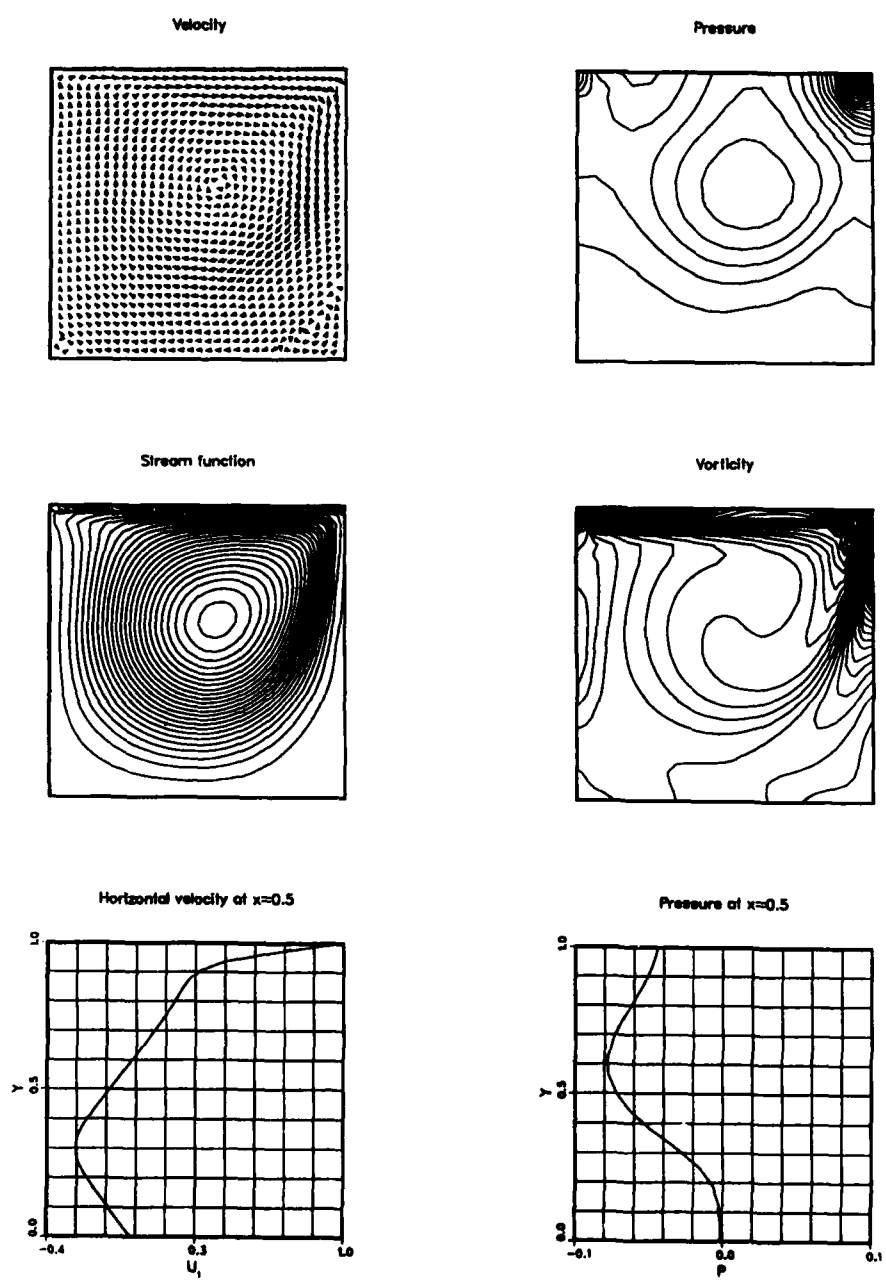 Velocity
Pressure
Stream function
Vorticity
Horizontal velocity at x=0.5
Pressure at x=0.5
1.0
0.5
0.0
Y
-0.4
0.3
1.0
U₁
1.0
0.5
0.0
Y
-0.1
0.0
0.1
P